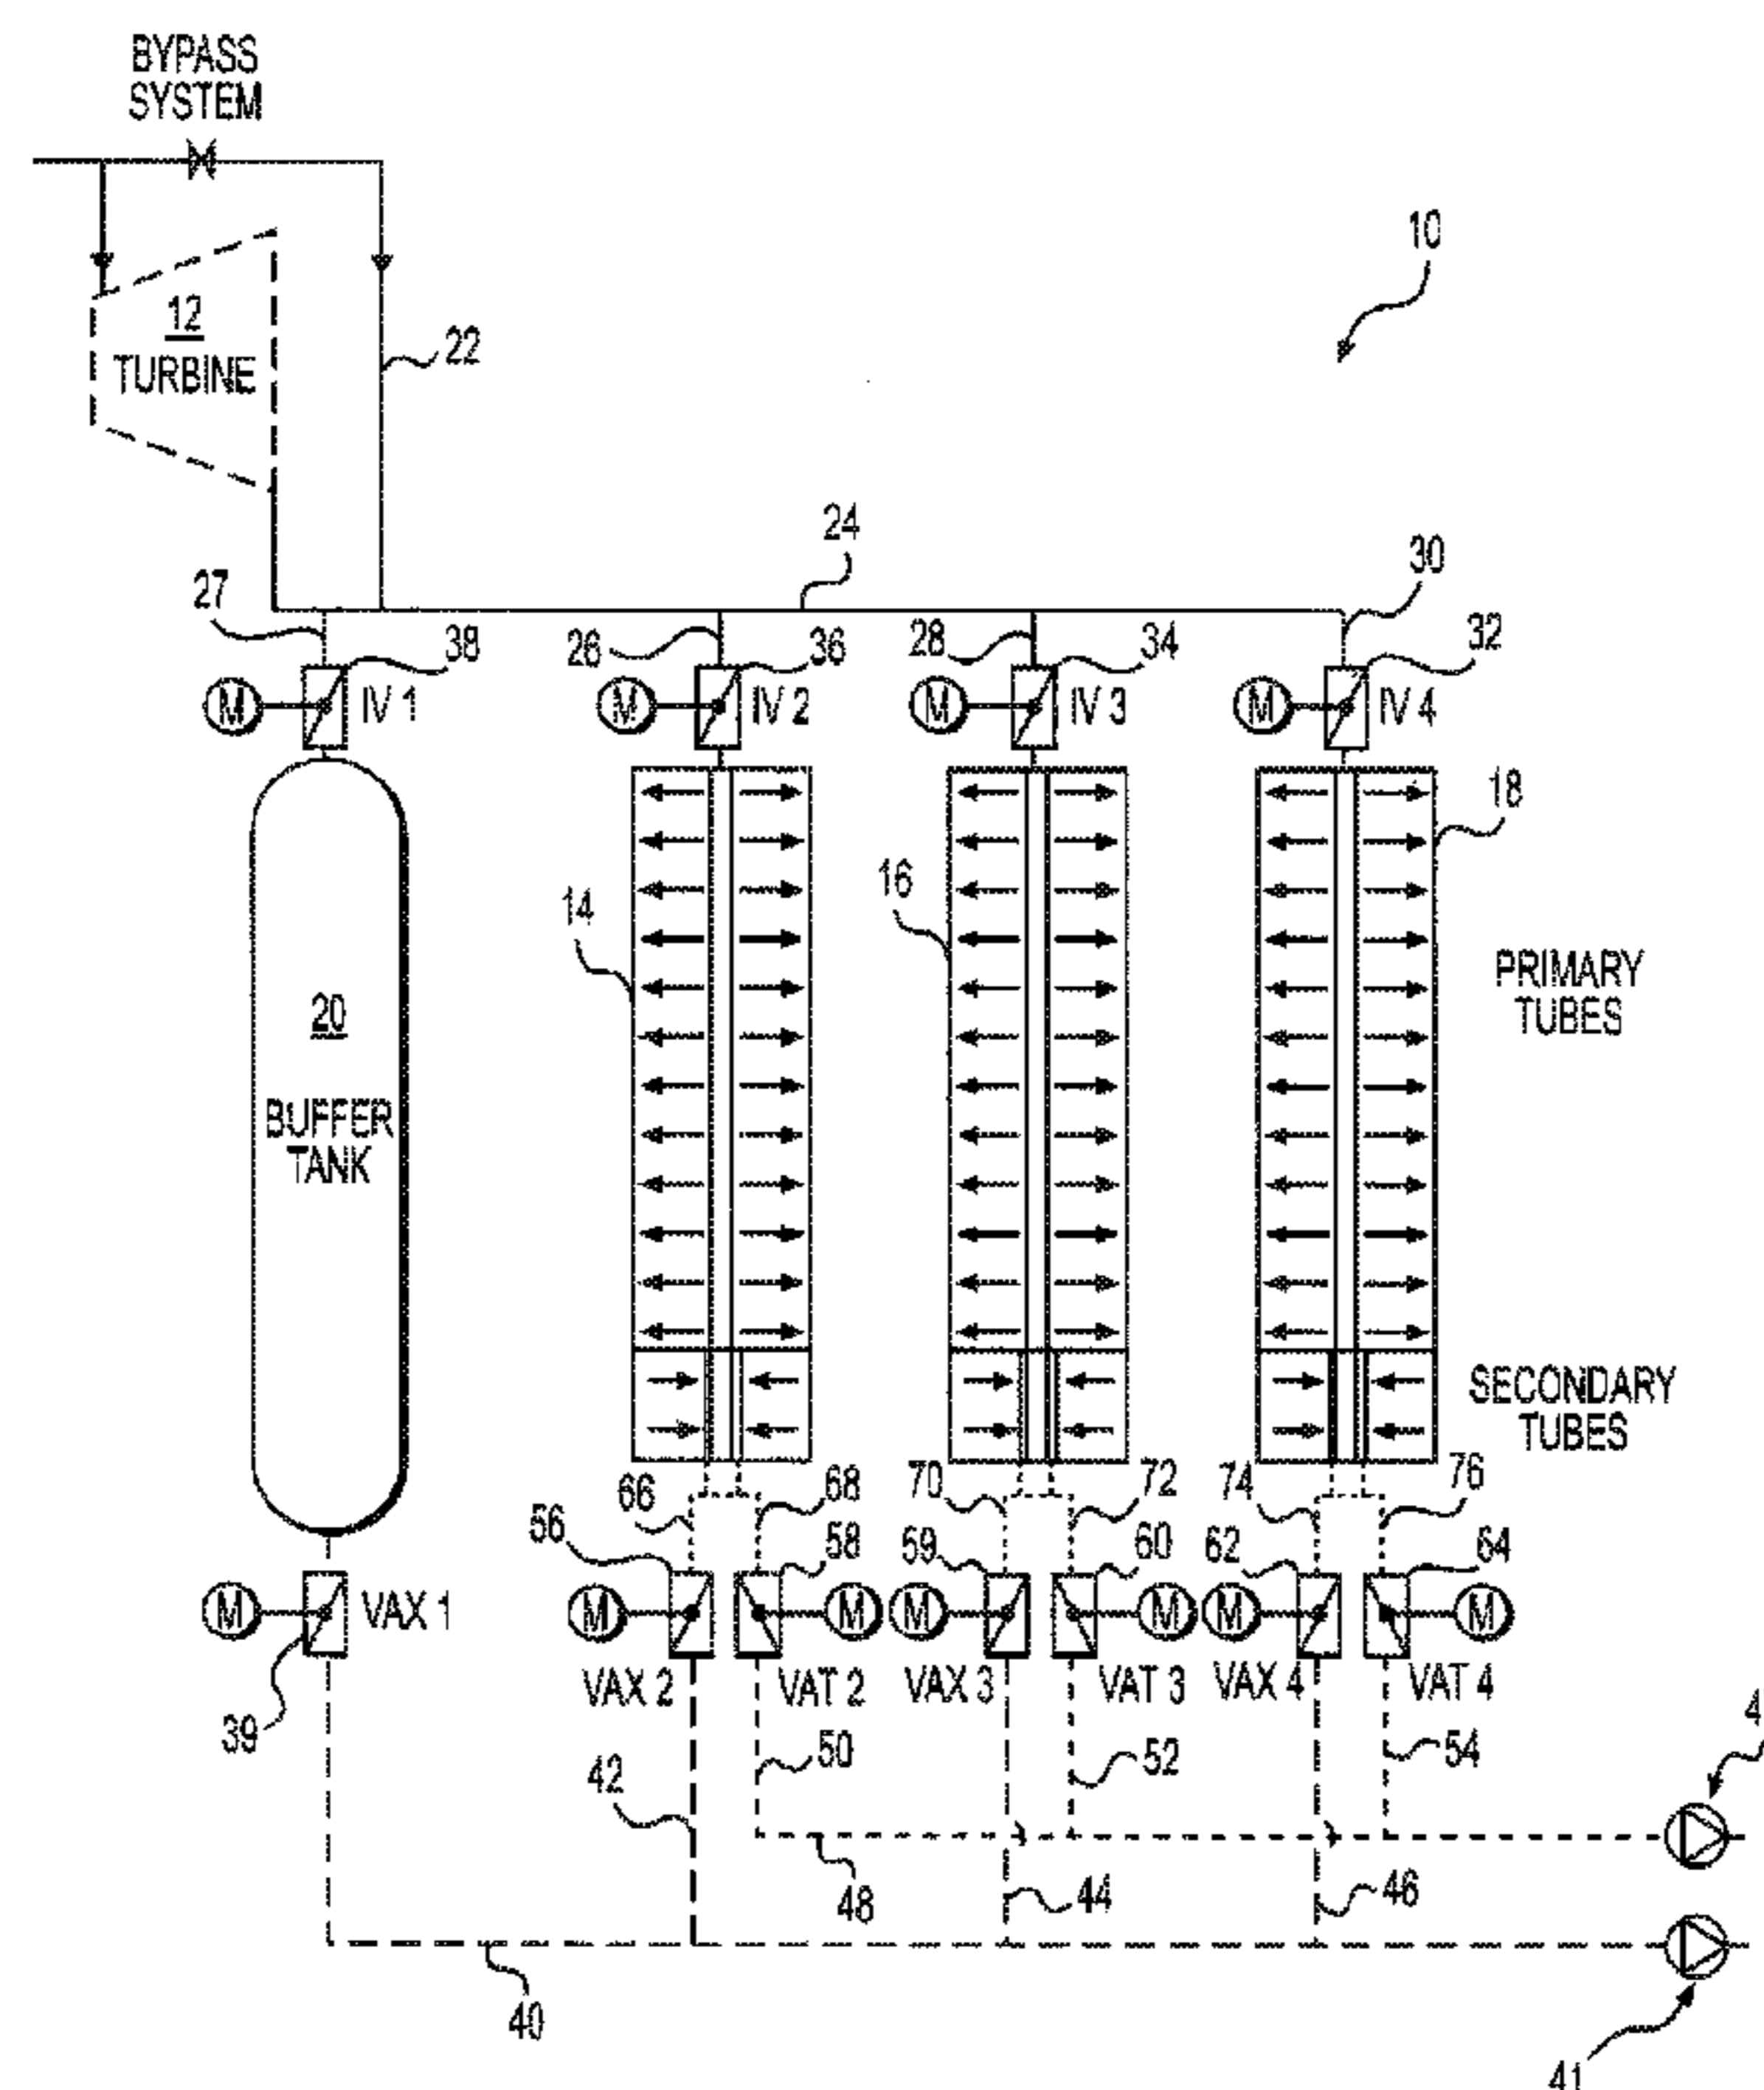 BYPASS
SYSTEM
10
12
TURBINE
22
24
27
30
38
26
36
28
34
32
M
IV 1
M
IV 2
M
IV 3
M
IV 4
18
16
14
PRIMARY
TUBES
20
BUFFER
TANK
SECONDARY
TUBES
66
68
70
72
74
76
56
58
59
60
62
64
M
VAX 1
M
M
M
M
M
M
VAX 2
VAT 2
VAX 3
VAT 3
VAX 4
VAT 4
39
42
50
52
54
48
44
46
40
41